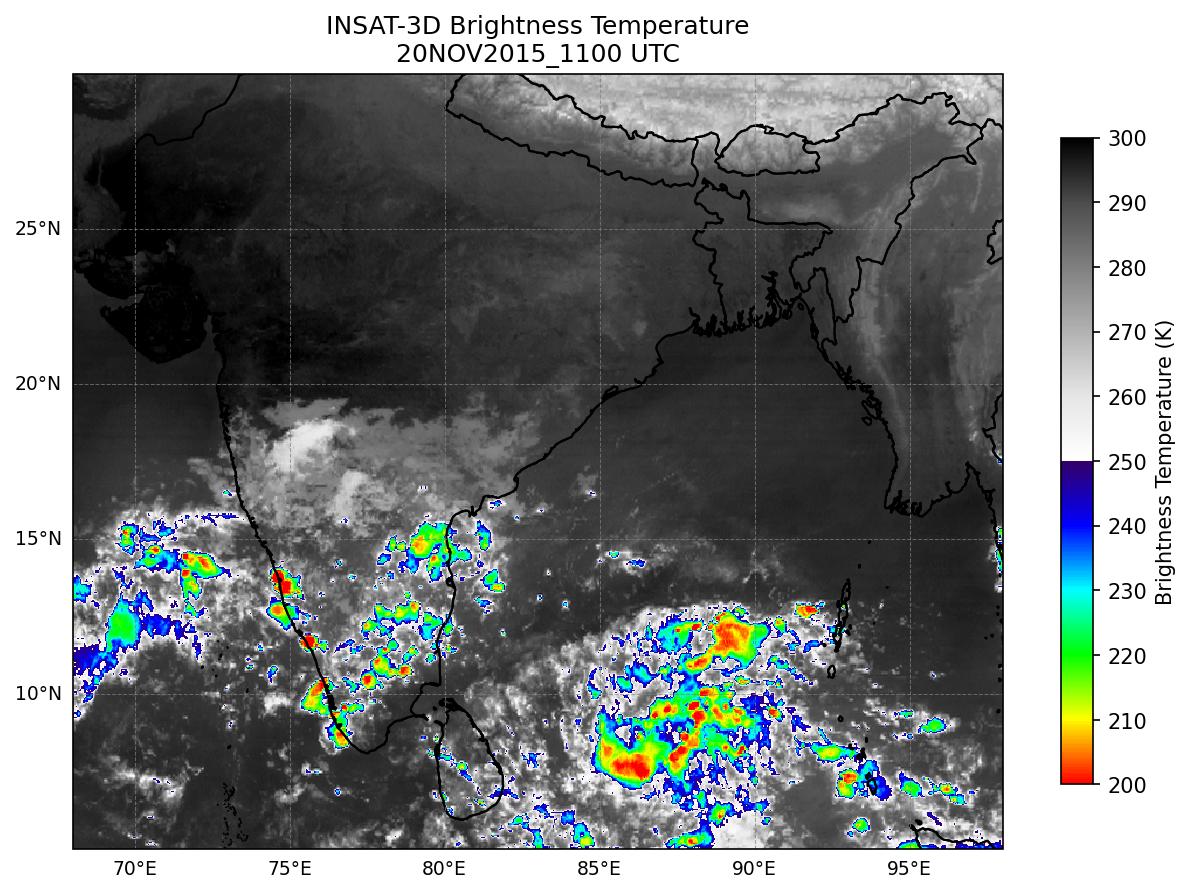 INSAT-3D Brightness Temperature
20NOV2015_1100 UTC
25°N
20°N
15°N
10°N
70°E
75°E
80°E
85°E
90°E
95°E
300
290
280
270
260
250
240
230
220
210
200
Brightness Temperature (K)